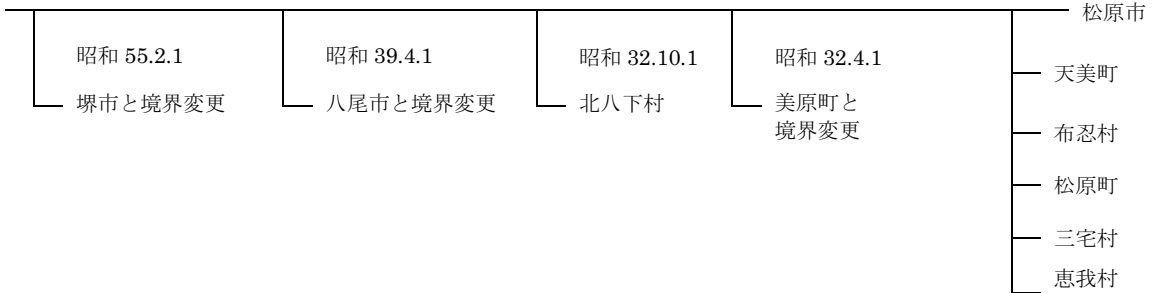 松原市
昭和 55.2.1
堺市と境界変更
昭和 39.4.1
八尾市と境界変更
昭和 32.10.1
北八下村
昭和 32.4.1
美原町と
境界変更
天美町
布忍村
松原町
三宅村
恵我村